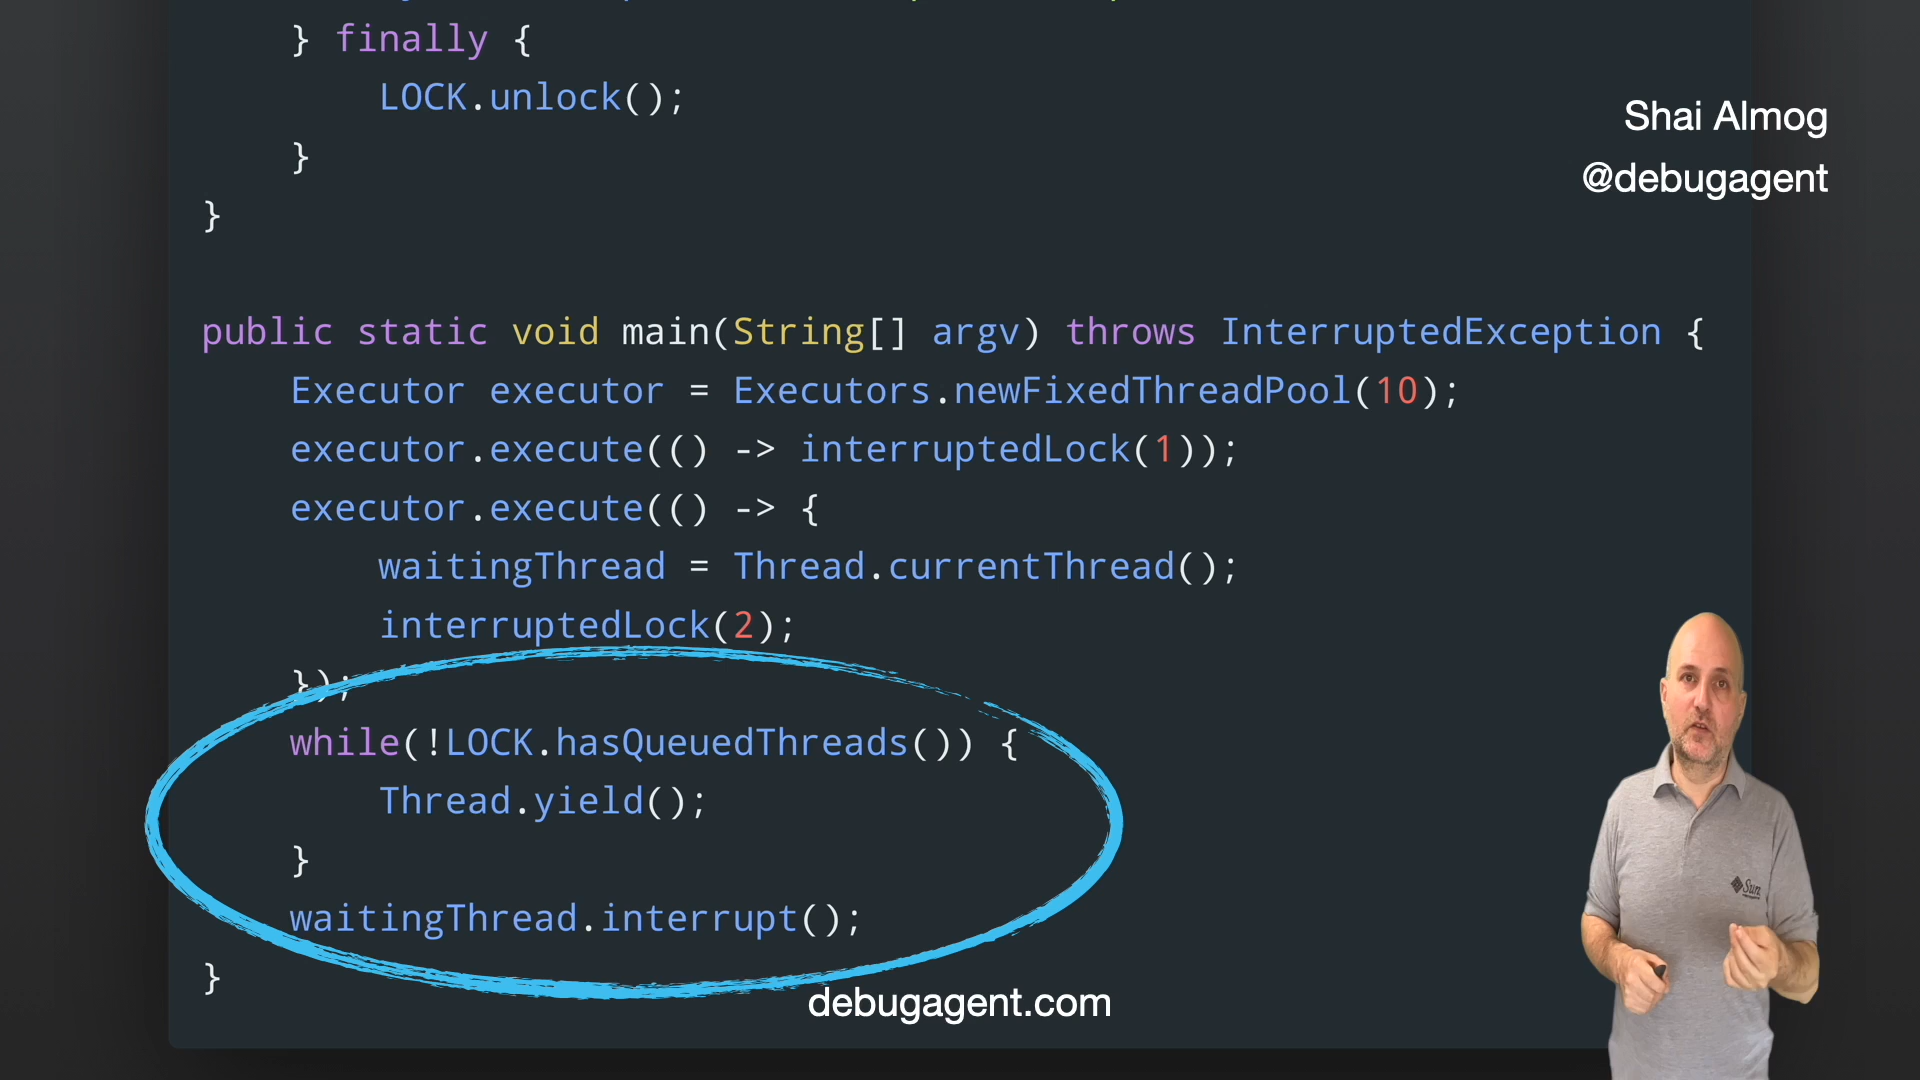 } finally {
LOCK.unlock();
}
}
Shai Almog
@debugagent
public static void main(String[] argv) throws InterruptedException {
Executor executor = Executors.newFixedThreadPool(10);
executor.execute(() -> interruptedLock(1));
executor.execute(() -> {
waitingThread = Thread.currentThread();
interruptedLock(2);
});
while(!LOCK.hasQueuedThreads()) {
Thread.yield();
}
waitingThread.interrupt();
}
debugagent.com
Sun